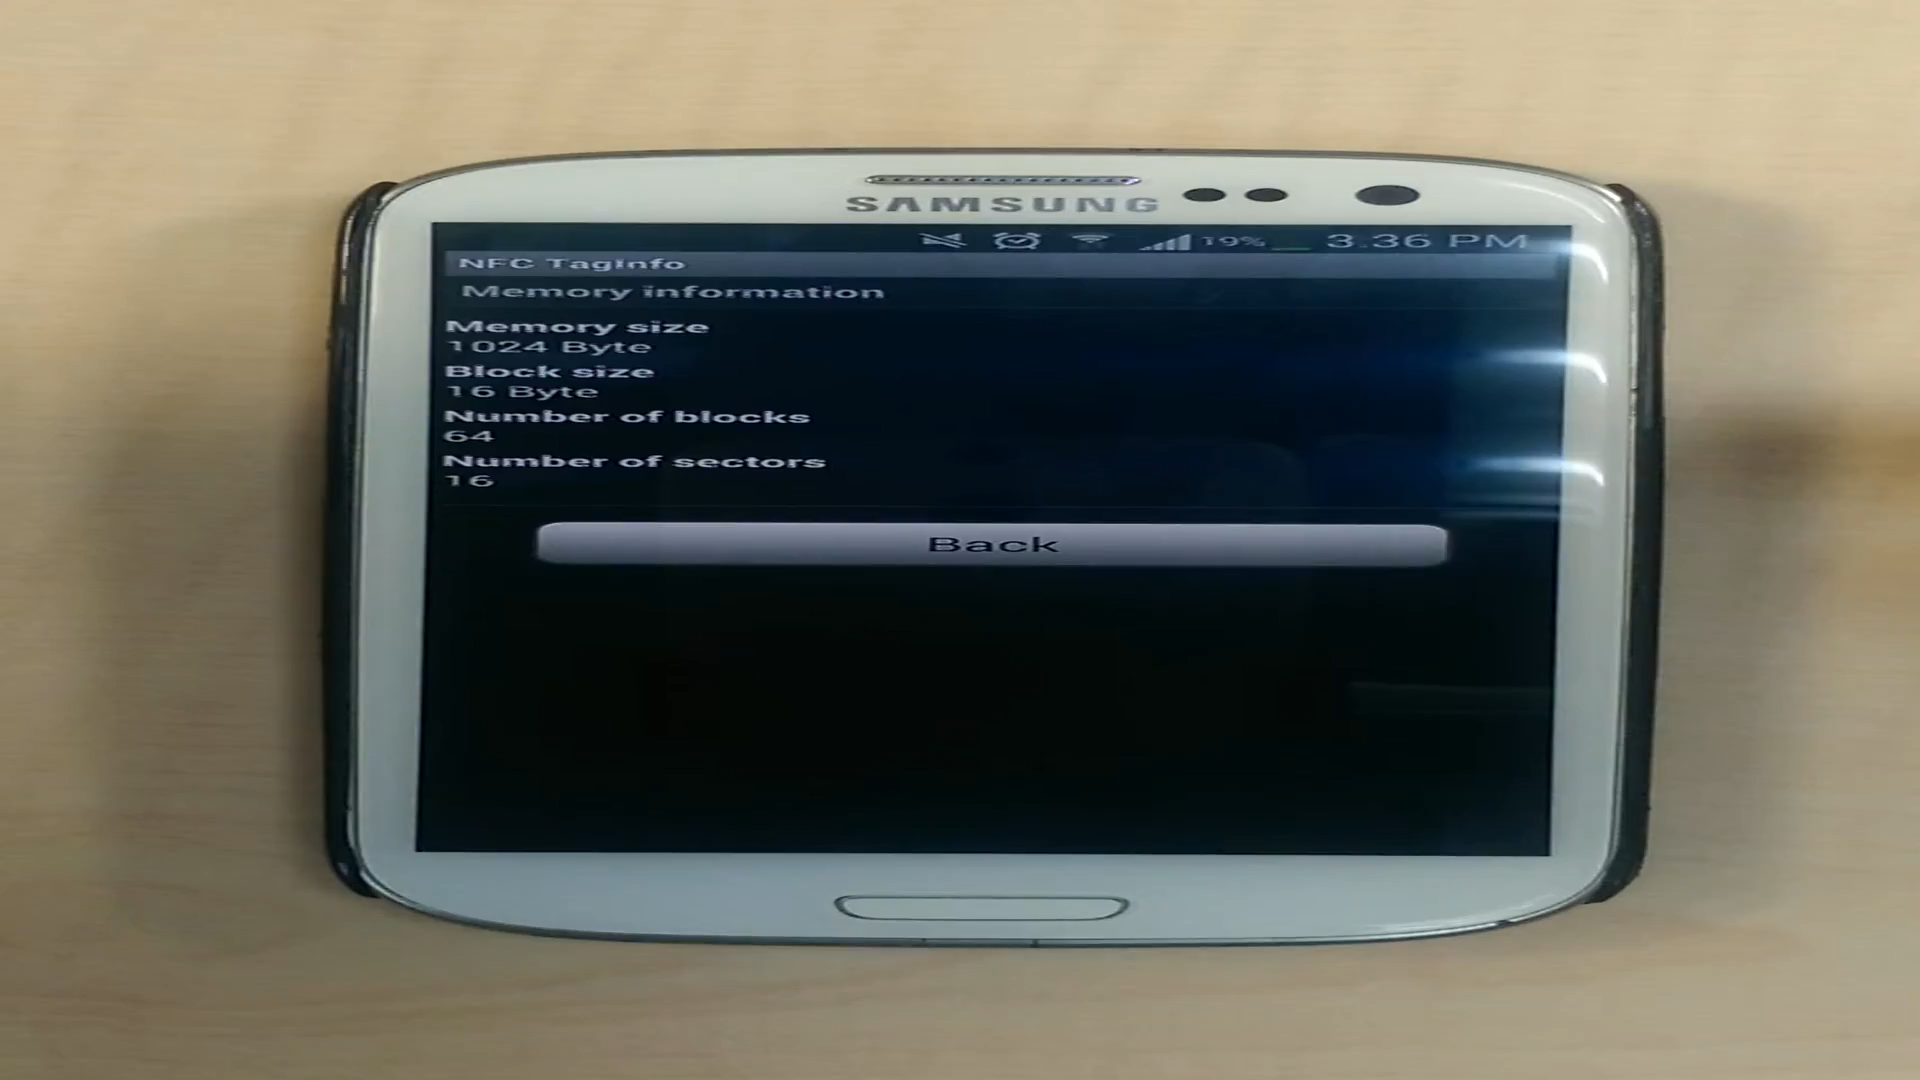 SAMSUNG
19% 3:36 PM
NFC TagInfo
Memory information
Memory size
1024 Byte
Block size
16 Byte
Number of blocks
64
Number of sectors
16
Back